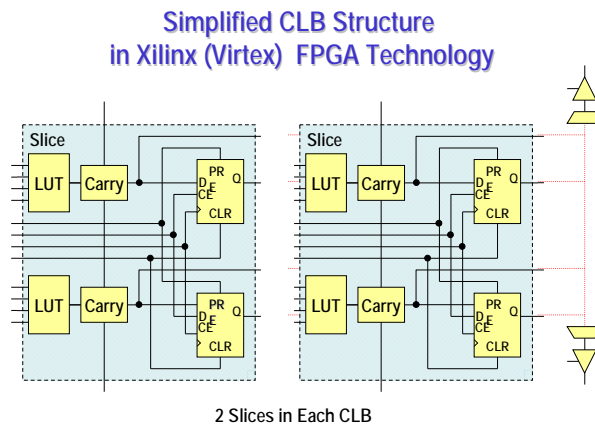 Simplified CLB Structure
in Xilinx (Virtex) FPGA Technology
Slice
LUT
Carry
PR
D
E
Q
CE
CLR
LUT
Carry
PR
D
E
Q
CE
CLR
Slice
LUT
Carry
PR
D
E
Q
CE
CLR
LUT
Carry
PR
D
E
Q
CE
CLR
2 Slices in Each CLB